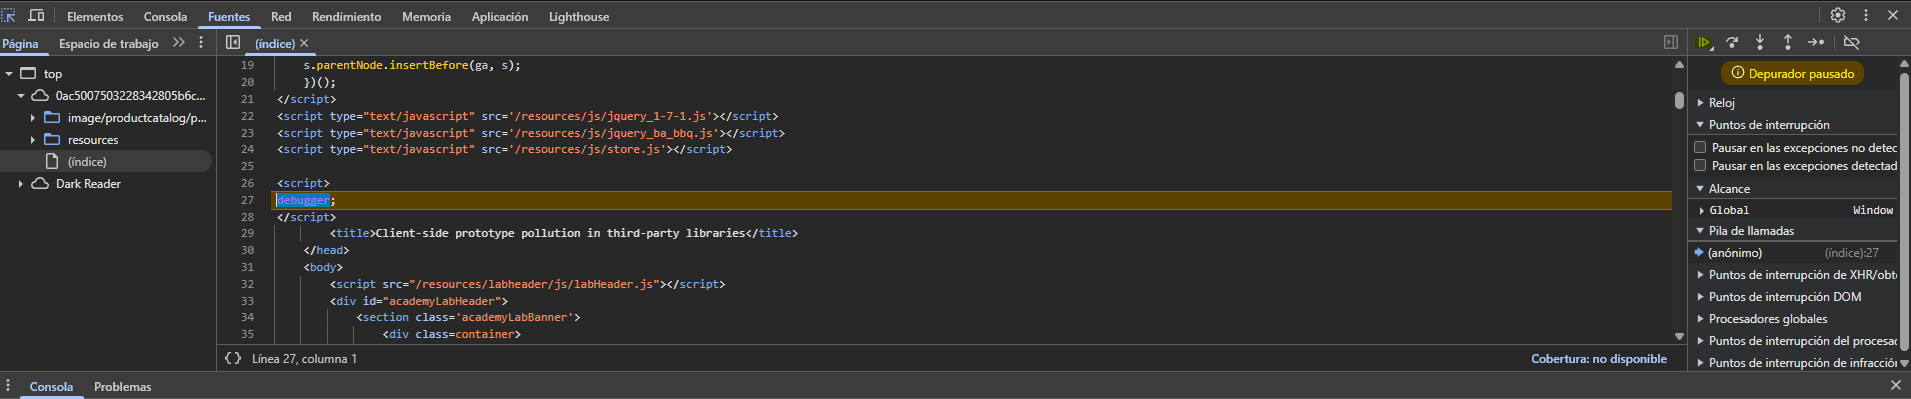 Elementos Consola Fuentes Red Rendimiento Memoria Aplicación Lighthouse
Página Espacio de trabajo
top
0ac5007503228342805b6c...
image/productcatalog/p...
resources
(índice)
Dark Reader
(índice)
19 s.parentNode.insertBefore(ga, s);
20 })();
21 </script>
22 <script type="text/javascript" src='/resources/js/jquery_1-7-1.js'></script>
23 <script type="text/javascript" src='/resources/js/jquery_ba_bbq.js'></script>
24 <script type="text/javascript" src='/resources/js/store.js'></script>
25
26 <script>
27 debugger;
28 </script>
29 <title>Client-side prototype pollution in third-party libraries</title>
30 </head>
31 <body>
32 <script src="/resources/labheader/js/labHeader.js"></script>
33 <div id="academyLabHeader">
34 <section class='academyLabBanner'>
35 <div class=container>
{} Línea 27, columna 1
Cobertura: no disponible
Depurador pausado
Reloj
Puntos de interrupción
Pausar en las excepciones no detec
Pausar en las excepciones detectad
Alcance
Global Window
Pila de llamadas
(anónimo) (índice):27
Puntos de interrupción de XHR/obt
Puntos de interrupción DOM
Procesadores globales
Puntos de interrupción del procesac
Puntos de interrupción de infracción
Consola Problemas